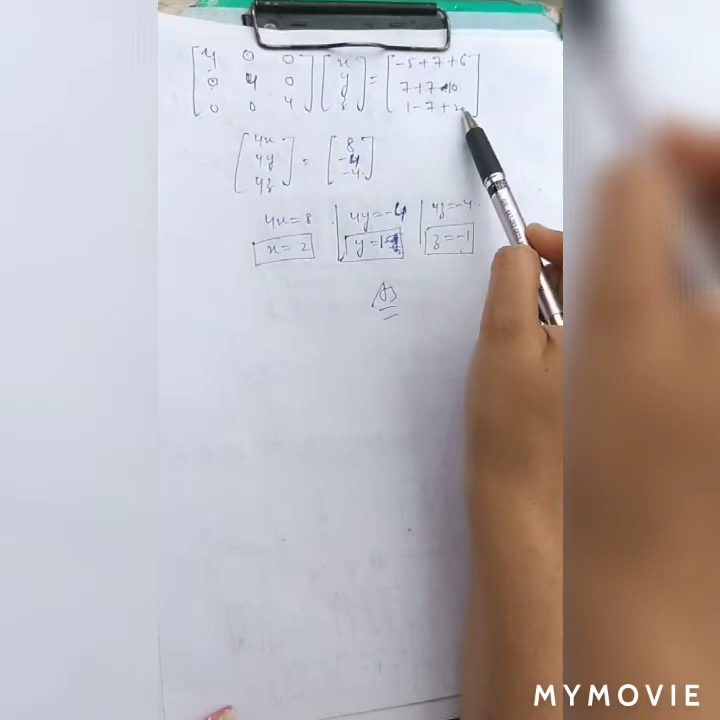 [4 0 0] [x] = [-5+7+6]
[0 4 0] [y] [7+7-10]
[0 0 4] [z] [1-7+2]
[4x] = [8]
[4y] [-4]
[4z] [-4]
4x=8 | 4y=-4 | 4z=-4
x=2 z=-1
MYMOVIE